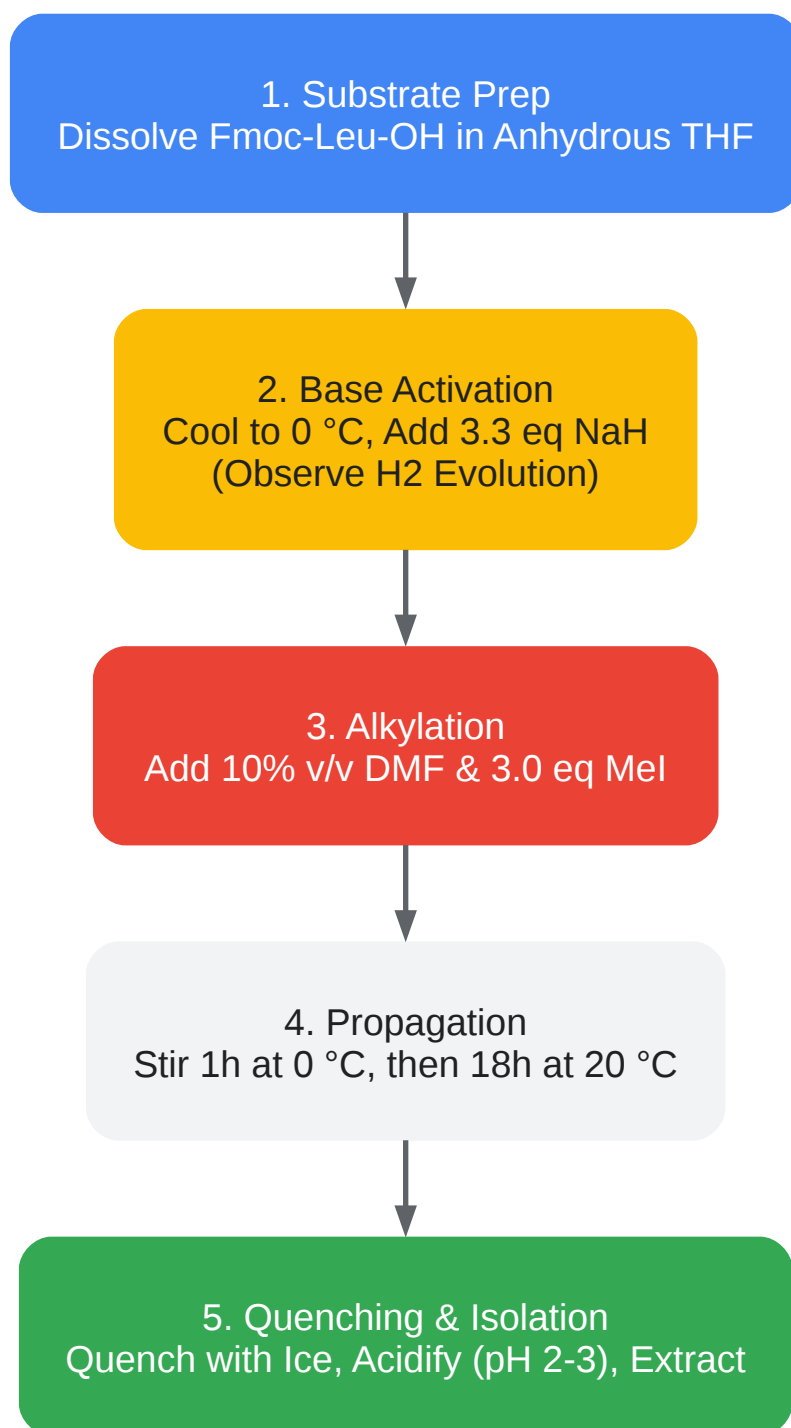 1. Substrate Prep
Dissolve Fmoc-Leu-OH in Anhydrous THF
2. Base Activation
Cool to 0 °C, Add 3.3 eq NaH
(Observe H2 Evolution)
3. Alkylation
Add 10% v/v DMF & 3.0 eq MeI
4. Propagation
Stir 1h at 0 °C, then 18h at 20 °C
5. Quenching & Isolation
Quench with Ice, Acidify (pH 2-3), Extract